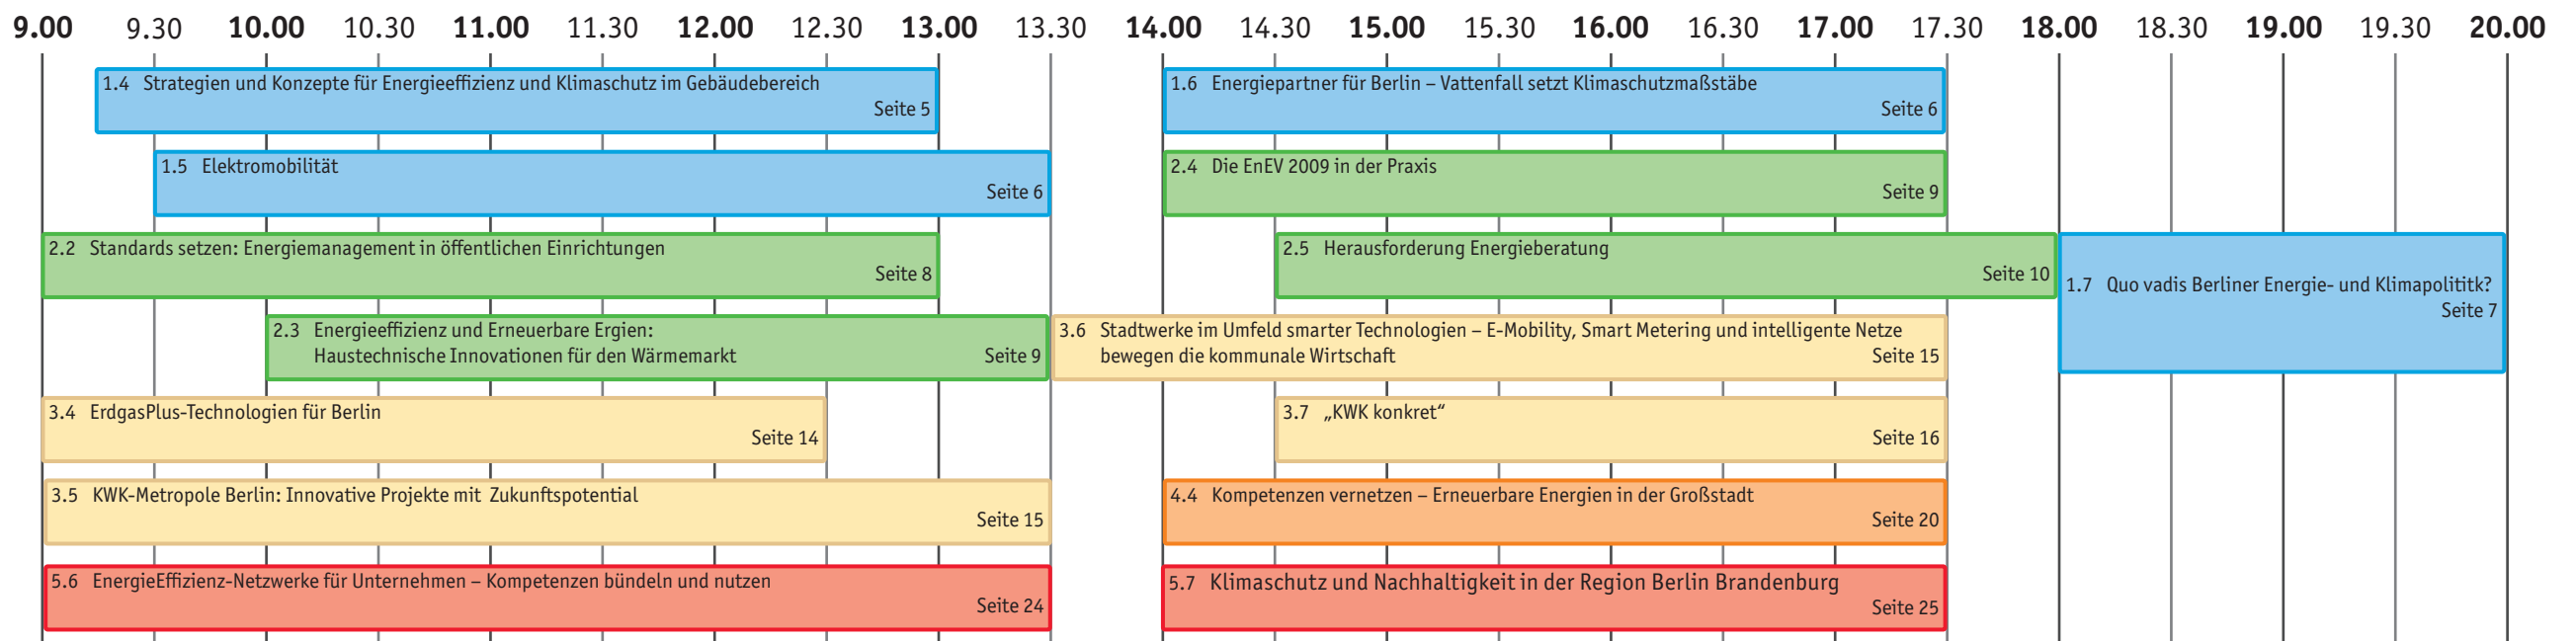 9.00 9.30 10.00 10.30 11.00 11.30 12.00 12.30 13.00 13.30 14.00 14.30 15.00 15.30 16.00 16.30 17.00 17.30 18.00 18.30 19.00 19.30 20.00
1.4 Strategien und Konzepte für Energieeffizienz und Klimaschutz im Gebäudebereich
Seite 5
1.6 Energiepartner für Berlin – Vattenfall setzt Klimaschutzmaßstäbe
Seite 6
1.5 Elektromobilität
Seite 6
2.4 Die EnEV 2009 in der Praxis
Seite 9
2.2 Standards setzen: Energiemanagement in öffentlichen Einrichtungen
Seite 8
2.5 Herausforderung Energieberatung
Seite 10
1.7 Quo vadis Berliner Energie- und Klimapolititk?
Seite 7
2.3 Energieeffizienz und Erneuerbare Ergien:
Haustechnische Innovationen für den Wärmemarkt Seite 9
3.6 Stadtwerke im Umfeld smarter Technologien – E-Mobility, Smart Metering und intelligente Netze
bewegen die kommunale Wirtschaft Seite 15
3.4 ErdgasPlus-Technologien für Berlin
Seite 14
3.7 „KWK konkret“
Seite 16
3.5 KWK-Metropole Berlin: Innovative Projekte mit Zukunftspotential
Seite 15
4.4 Kompetenzen vernetzen – Erneuerbare Energien in der Großstadt
Seite 20
5.6 EnergieEffizienz-Netzwerke für Unternehmen – Kompetenzen bündeln und nutzen
Seite 24
5.7 Klimaschutz und Nachhaltigkeit in der Region Berlin Brandenburg
Seite 25